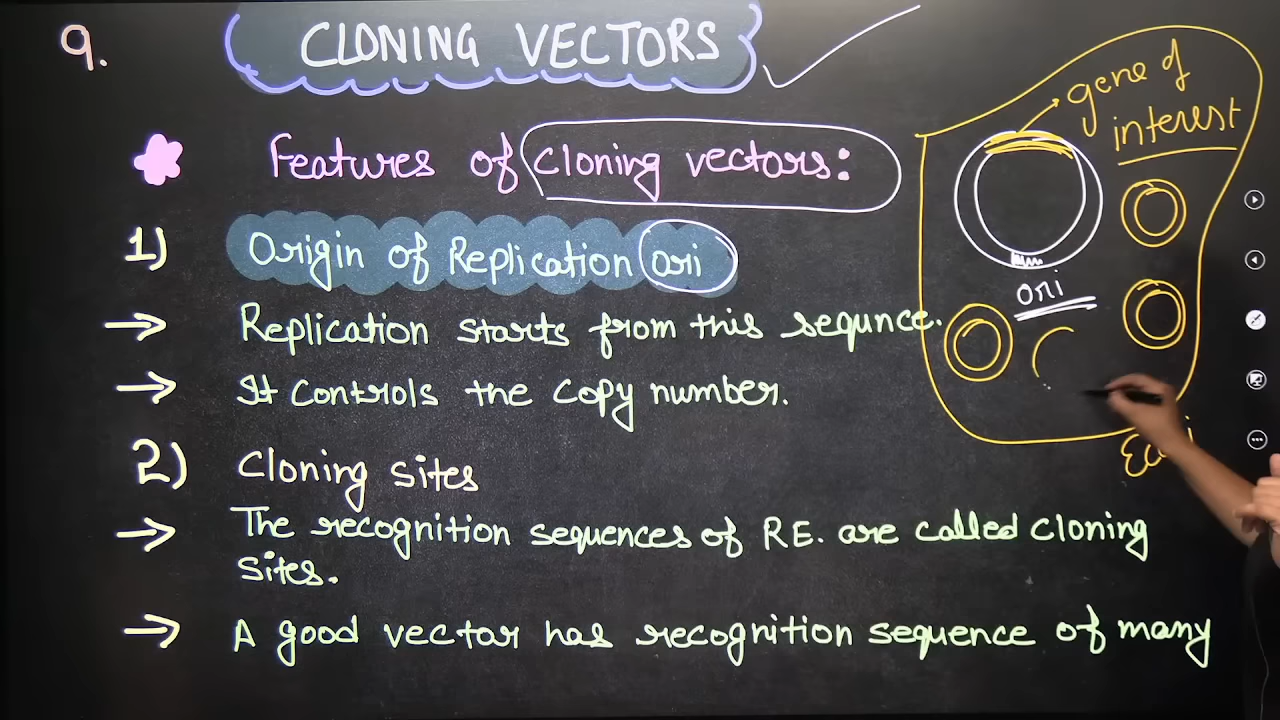 9.
CLONING VECTORS
gene of
interest
Features of cloning vectors:
1) Origin of Replication ori
ori
→ Replication starts from this sequnce.
→ It controls the copy number.
2) Cloning sites
→ The recognition sequences of R.E. are called cloning
sites.
→ A good vector has recognition sequence of many